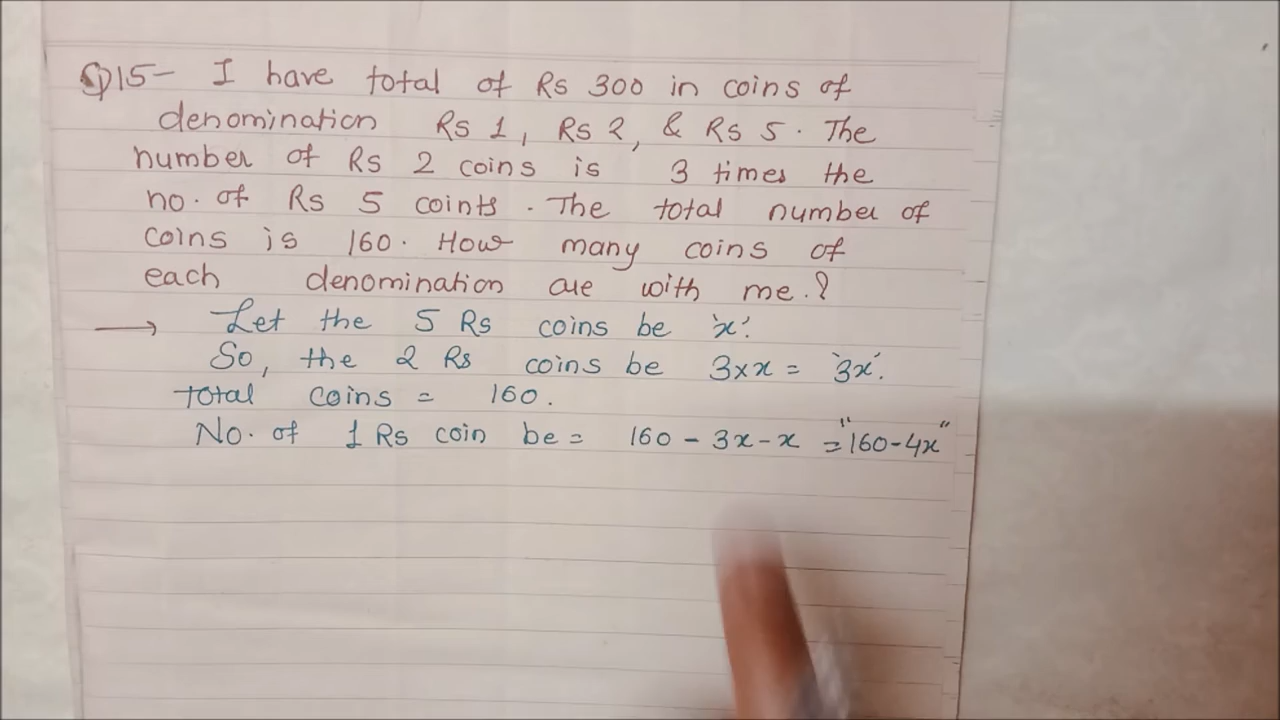 Q15- I have total of Rs 300 in coins of
denomination Rs 1, Rs 2, & Rs 5. The
number of Rs 2 coins is 3 times the
no. of Rs 5 coints. The total number of
coins is 160. How many coins of
each denomination are with me.?
→ Let the 5 Rs coins be 'x'.
So, the 2 Rs coins be 3×x = '3x'.
Total coins = 160.
No. of 1 Rs coin be = 160 - 3x - x = "160-4x"